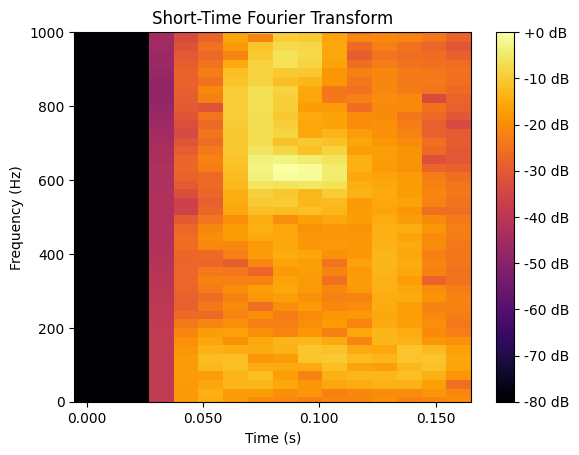 Short-Time Fourier Transform
1000
800
600
400
200
0
Frequency (Hz)
0.000
0.050
0.100
0.150
Time (s)
+0 dB
-10 dB
-20 dB
-30 dB
-40 dB
-50 dB
-60 dB
-70 dB
-80 dB